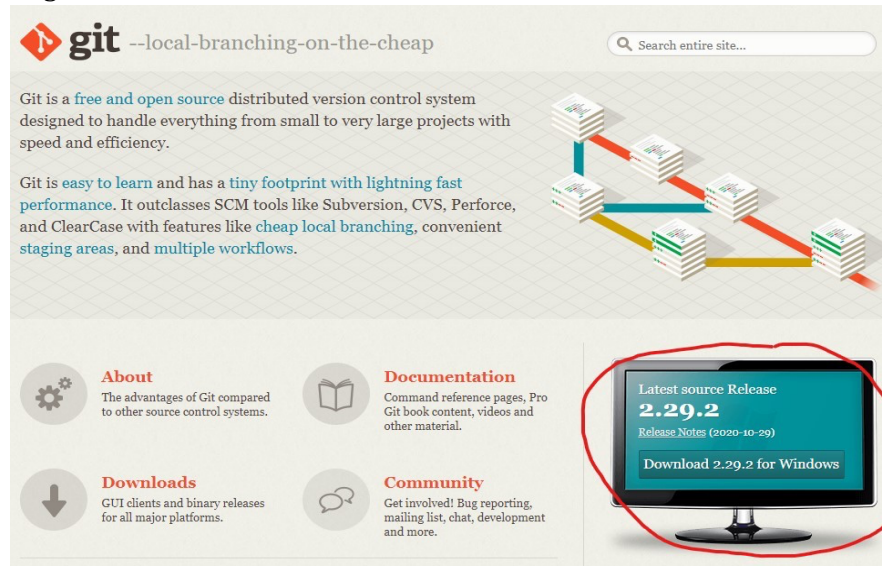 git --local-branching-on-the-cheap
Search entire site...
Git is a free and open source distributed version control system
designed to handle everything from small to very large projects with
speed and efficiency.
Git is easy to learn and has a tiny footprint with lightning fast
performance. It outclasses SCM tools like Subversion, CVS, Perforce,
and ClearCase with features like cheap local branching, convenient
staging areas, and multiple workflows.
About
The advantages of Git compared
to other source control systems.
Documentation
Command reference pages, Pro
Git book content, videos and
other material.
Downloads
GUI clients and binary releases
for all major platforms.
Community
Get involved! Bug reporting,
mailing list, chat, development
and more.
Latest source Release
2.29.2
Release Notes (2020-10-29)
Download 2.29.2 for Windows